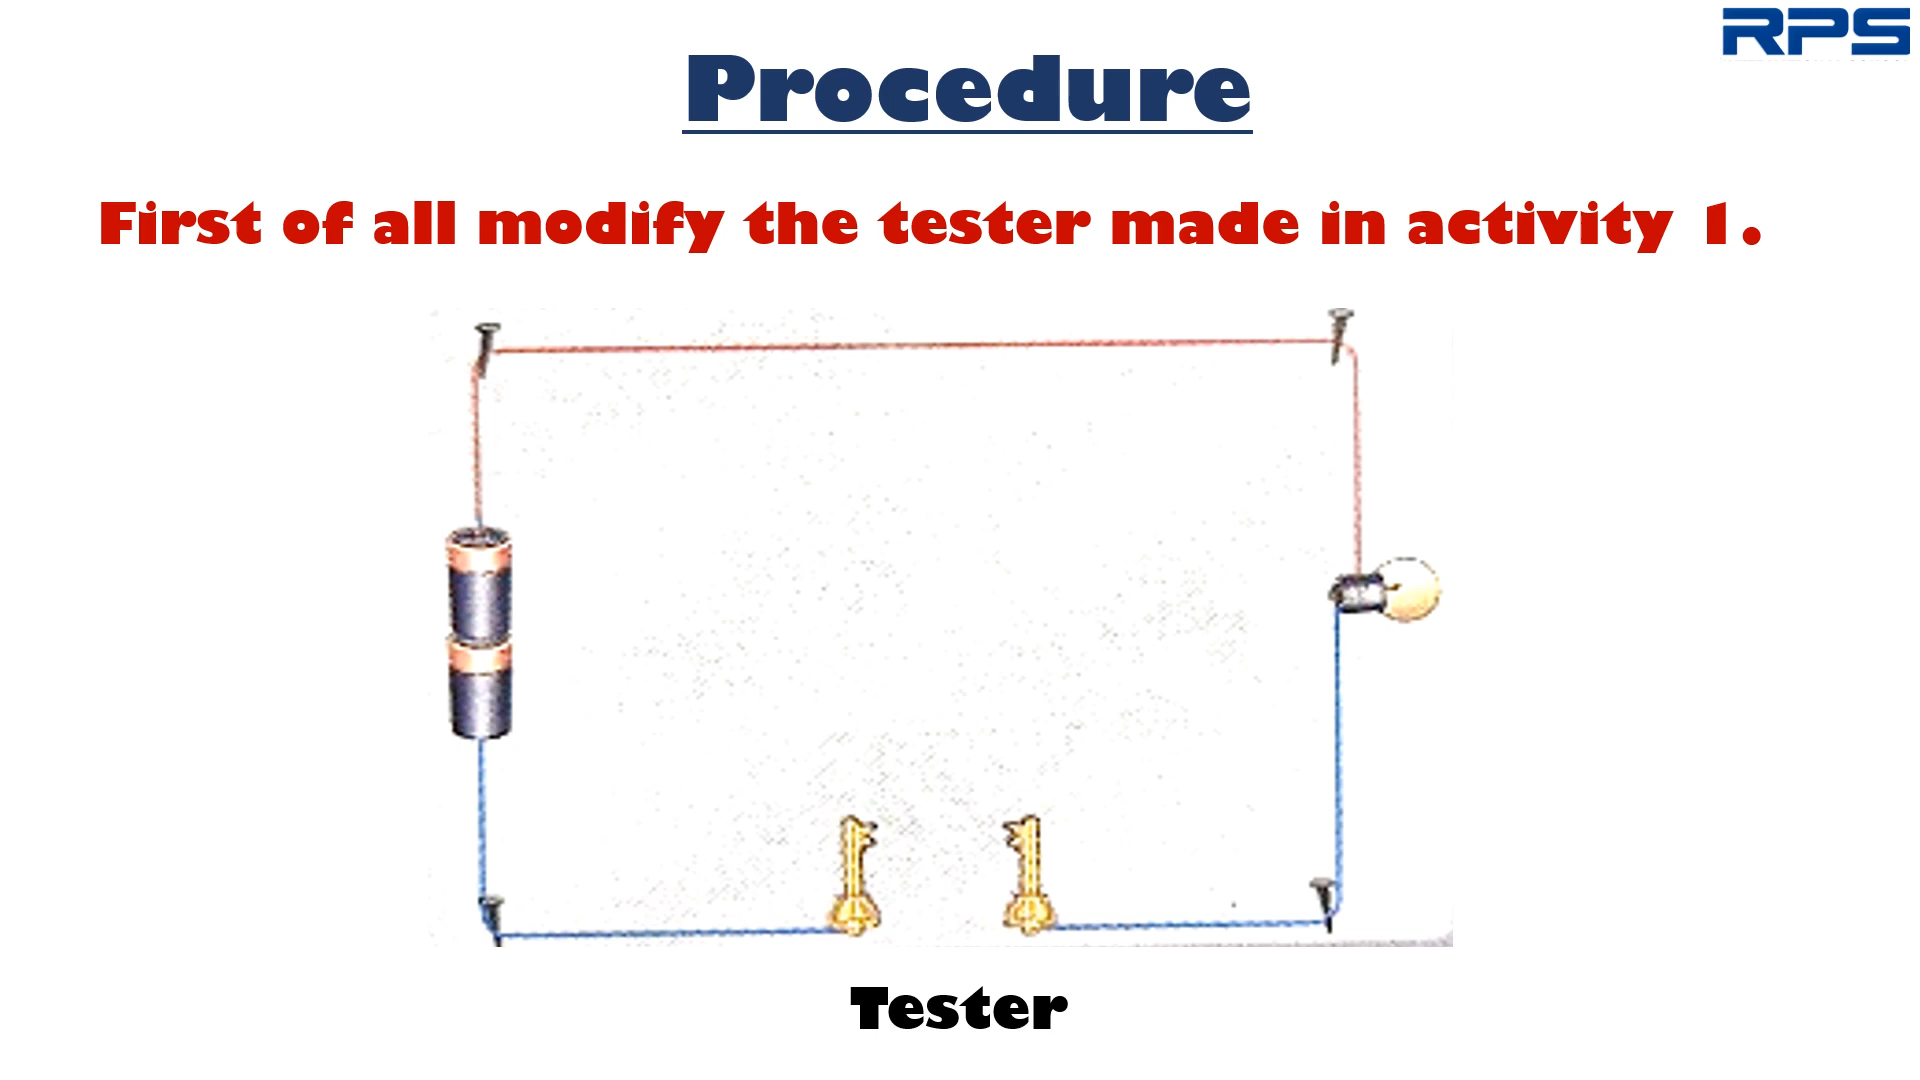 RPS
Procedure
First of all modify the tester made in activity 1.
Tester